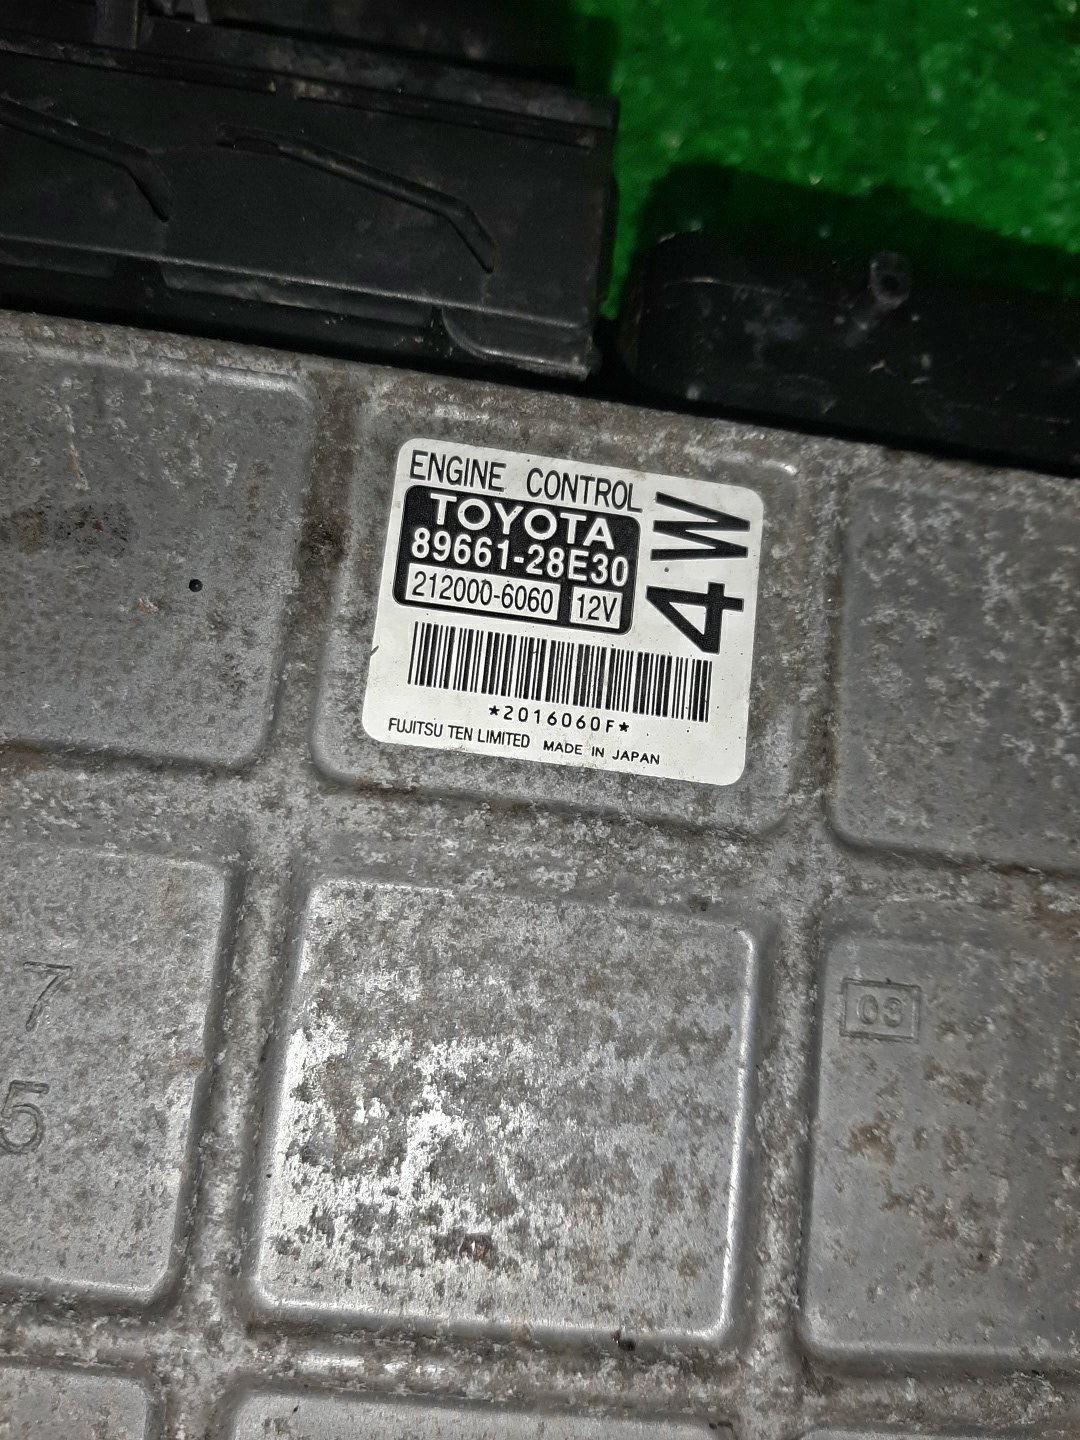 ENGINE CONTROL
TOYOTA
89661-28E30
212000-6060 12V
4W
*2016060F*
FUJITSU TEN LIMITED MADE IN JAPAN
7
5
03